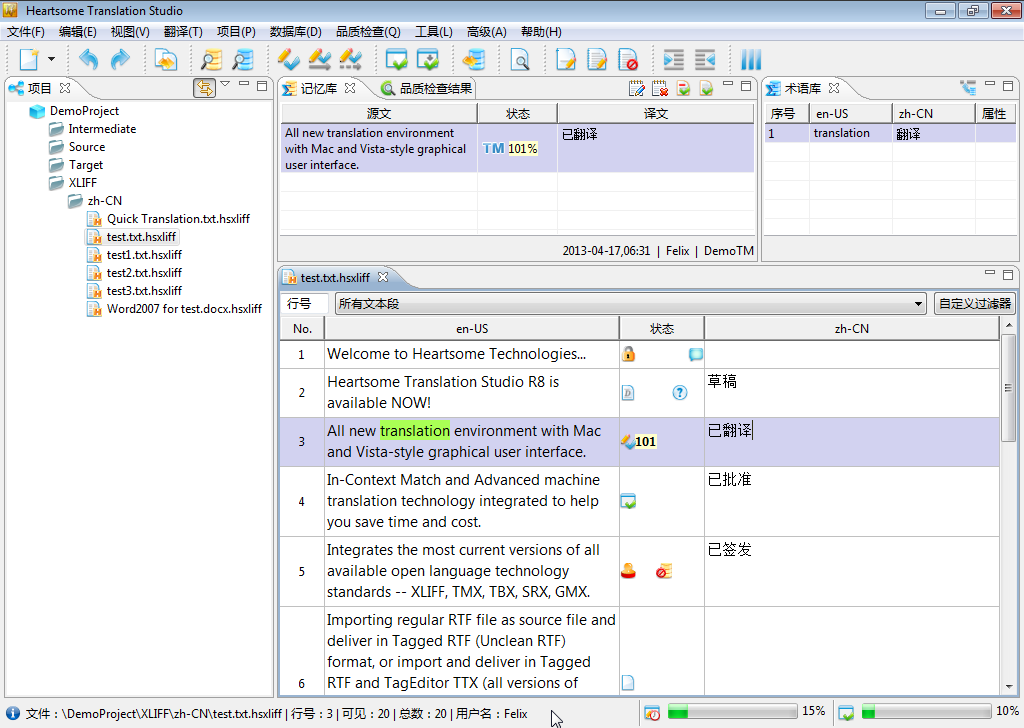 Heartsome Translation Studio
文件(F) 编辑(E) 视图(V) 翻译(T) 项目(P) 数据库(D) 品质检查(Q) 工具(L) 高级(A) 帮助(H)
项目
DemoProject
Intermediate
Source
Target
XLIFF
zh-CN
Quick Translation.txt.hsxliff
test.txt.hsxliff
test1.txt.hsxliff
test2.txt.hsxliff
test3.txt.hsxliff
Word2007 for test.docx.hsxliff
记忆库 品质检查结果
源文 状态 译文
All new translation environment
with Mac and Vista-style graphical
user interface.
TM 101%
已翻译
2013-04-17,06:31 | Felix | DemoTM
术语库
序号 en-US zh-CN 属性
1 translation 翻译
test.txt.hsxliff
行号 所有文本段 自定义过滤器
No. en-US 状态 zh-CN
1 Welcome to Heartsome Technologies...
2 Heartsome Translation Studio R8 is
available NOW!
草稿
3 All new translation environment with Mac
and Vista-style graphical user interface.
101
已翻译
4 In-Context Match and Advanced machine
translation technology integrated to help
you save time and cost.
已批准
5 Integrates the most current versions of all
available open language technology
standards -- XLIFF, TMX, TBX, SRX, GMX.
已签发
6 Importing regular RTF file as source file and
deliver in Tagged RTF (Unclean RTF)
format, or import and deliver in Tagged
RTF and TagEditor TTX (all versions of
文件：\DemoProject\XLIFF\zh-CN\test.txt.hsxliff | 行号：3 | 可见：20 | 总数：20 | 用户名：Felix
15% 10%